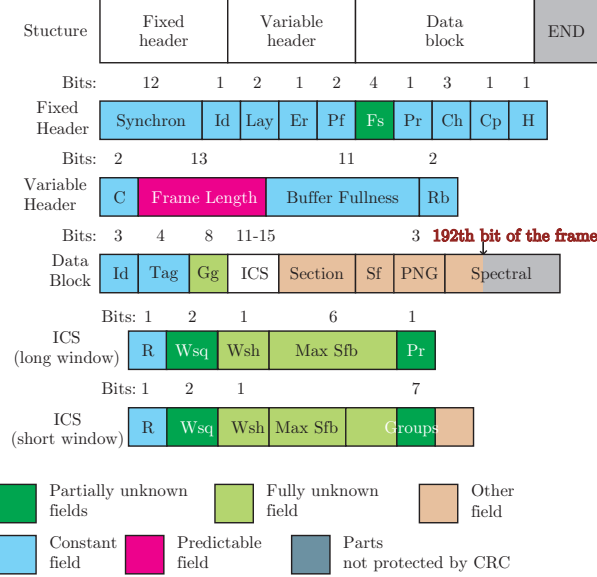 Stucture Fixed header Variable header Data block END
Bits: 12 1 2 1 2 4 1 3 1 1
Fixed Header Synchron Id Lay Er Pf Fs Pr Ch Cp H
Bits: 2 13 11 2
Variable Header C Frame Length Buffer Fullness Rb
Bits: 3 4 8 11-15 3 192th bit of the frame
Data Block Id Tag Gg ICS Section Sf PNG Spectral
Bits: 1 2 1 6 1
ICS (long window) R Wsq Wsh Max Sfb Pr
Bits: 1 2 1 7
ICS (short window) R Wsq Wsh Max Sfb Groups
Partially unknown fields
Fully unknown field
Other field
Constant field
Predictable field
Parts not protected by CRC